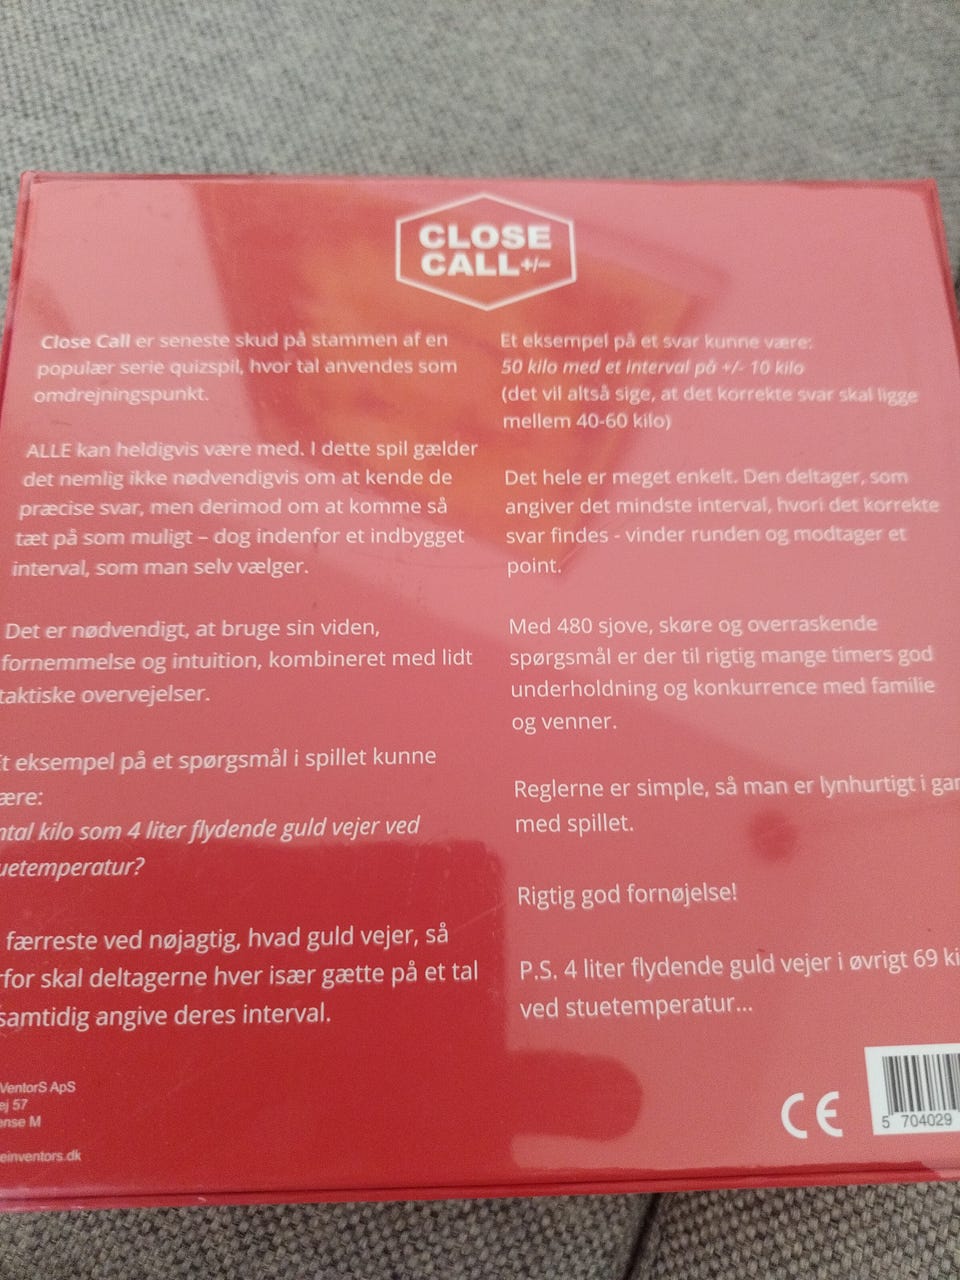 CLOSE
CALL+/−
Close Call er seneste skud på stammen af en
populær serie quizspil, hvor tal anvendes som
omdrejningspunkt.
ALLE kan heldigvis være med. I dette spil gælder
det nemlig ikke nødvendigvis om at kende de
præcise svar, men derimod om at komme så
tæt på som muligt – dog indenfor et indbygget
interval, som man selv vælger.
Det er nødvendigt, at bruge sin viden,
fornemmelse og intuition, kombineret med lidt
taktiske overvejelser.
t eksempel på et spørgsmål i spillet kunne
ære:
ntal kilo som 4 liter flydende guld vejer ved
uetemperatur?
færreste ved nøjagtig, hvad guld vejer, så
rfor skal deltagerne hver især gætte på et tal
samtidig angive deres interval.
VentorS ApS
ej 57
ense M
einventors.dk
Et eksempel på et svar kunne være:
50 kilo med et interval på +/- 10 kilo
(det vil altså sige, at det korrekte svar skal ligge
mellem 40-60 kilo)
Det hele er meget enkelt. Den deltager, som
angiver det mindste interval, hvori det korrekte
svar findes - vinder runden og modtager et
point.
Med 480 sjove, skøre og overraskende
spørgsmål er der til rigtig mange timers god
underholdning og konkurrence med familie
og venner.
Reglerne er simple, så man er lynhurtigt i gan
med spillet.
Rigtig god fornøjelse!
P.S. 4 liter flydende guld vejer i øvrigt 69 ki
ved stuetemperatur...
CE
5 704029